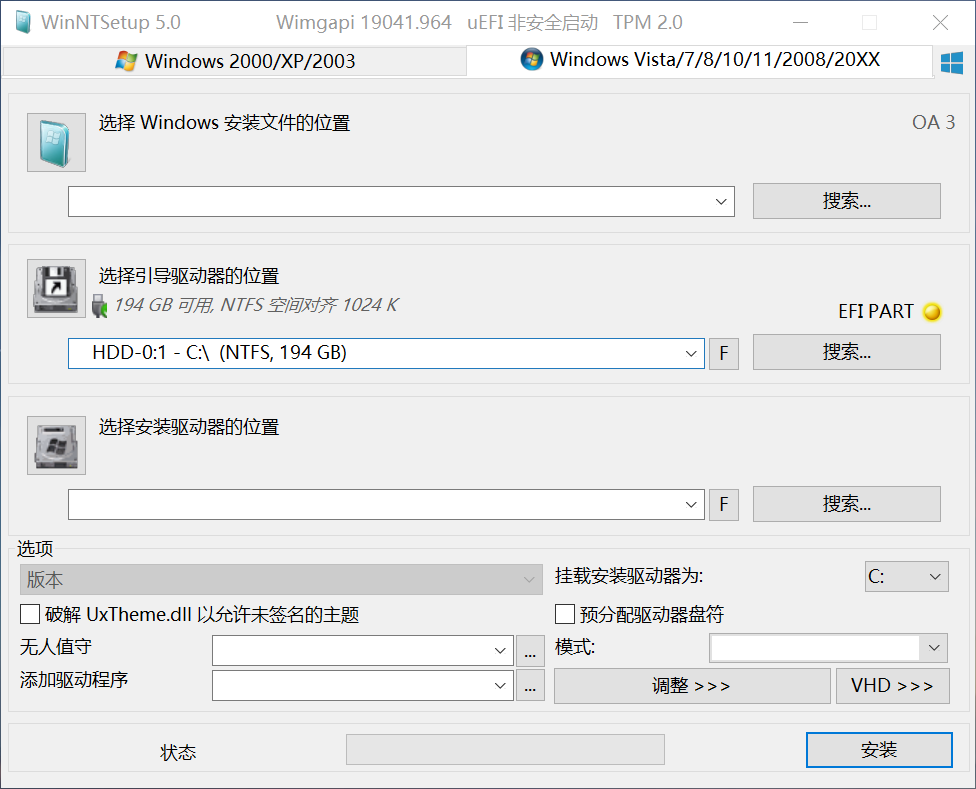 WinNTSetup 5.0 Wimgapi 19041.964 uEFI 非安全启动 TPM 2.0
Windows 2000/XP/2003 Windows Vista/7/8/10/11/2008/20XX
选择 Windows 安装文件的位置 OA 3
搜索...
选择引导驱动器的位置
194 GB 可用, NTFS 空间对齐 1024 K
EFI PART
HDD-0:1 - C:\ (NTFS, 194 GB) F 搜索...
选择安装驱动器的位置
F 搜索...
选项
版本 挂载安装驱动器为: C:
破解 UxTheme.dll 以允许未签名的主题 预分配驱动器盘符
无人值守 ... 模式:
添加驱动程序 ... 调整 >>> VHD >>>
状态 安装